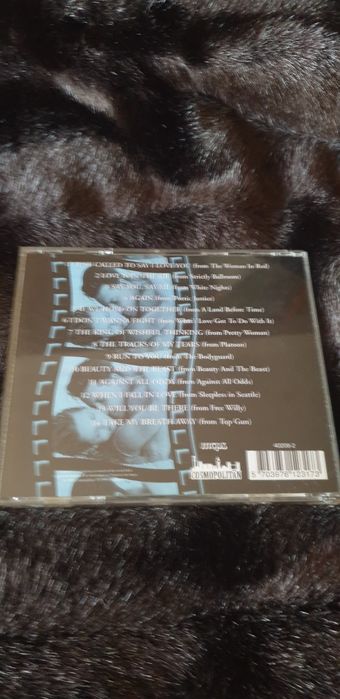 CALLED TO SAY I LOVE YOU (from The Woman In Red)
2 LOVE IS IN THE AIR (from Strictly Ballroom)
3 SAY YOU, SAY ME (from White Nights)
4 AGAIN (from Poetic Justice)
HOLD ON TOGETHER (from A Land Before Time)
6 I DON'T WANNA FIGHT (from What's Love Got To Do With It)
7 THE KING OF WISHFUL THINKING (from Pretty Woman)
8 THE TRACKS OF MY TEARS (from Platoon)
9 RUN TO YOU (from The Bodyguard)
10 BEAUTY AND THE BEAST (from Beauty And The Beast)
11 AGAINST ALL ODDS (from Against All Odds)
12 WHEN I FALL IN LOVE (from Sleepless in Seattle)
13 WILL YOU BE THERE (from Free Willy)
14 TAKE MY BREATH AWAY (from Top Gun)
40206-2
COSMOPOLITAN
5 703976 123173